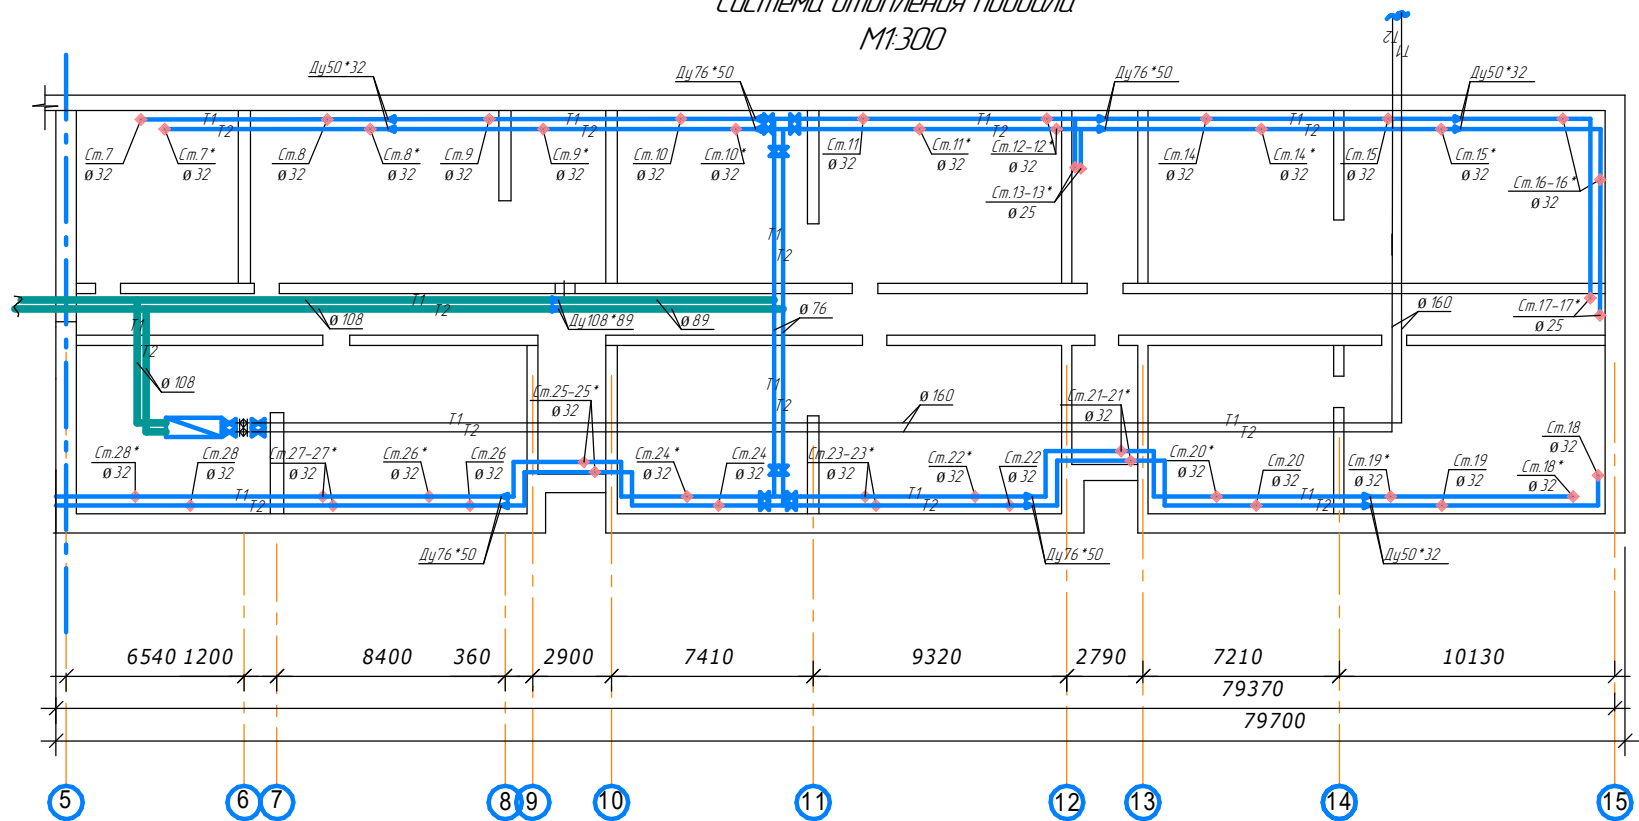 Система отопления подвала
М1:300
Т2
Т1
Ду50*32
Ду76*50
Ду76*50
Ду50*32
Т1
Т2
Т1
Т2
Т1
Т2
Т1
Т2
Ст.7
Ø 32
Ст.7*
Ø 32
Ст.8
Ø 32
Ст.8*
Ø 32
Ст.9
Ø 32
Ст.9*
Ø 32
Ст.10
Ø 32
Ст.10*
Ø 32
Ст.11
Ø 32
Ст.11*
Ø 32
Ст.12-12*
Ø 32
Ст.13-13*
Ø 25
Ст.14
Ø 32
Ст.14*
Ø 32
Ст.15
Ø 32
Ст.15*
Ø 32
Ст.16-16*
Ø 32
Т1
Т2
Т1
Т2
Ø 108
Ду108*89
Ø 89
Ø 76
Ø 160
Ст.17-17*
Ø 25
Т1
Т2
Ø 108
Т1
Т2
Ст.25-25*
Ø 32
Ø 160
Ст.21-21*
Ø 32
Т1
Т2
Т1
Т2
Ст.28*
Ø 32
Ст.28
Ø 32
Ст.27-27*
Ø 32
Ст.26*
Ø 32
Ст.26
Ø 32
Ст.24*
Ø 32
Ст.24
Ø 32
Ст.23-23*
Ø 32
Ст.22*
Ø 32
Ст.22
Ø 32
Ст.20*
Ø 32
Ст.20
Ø 32
Ст.19*
Ø 32
Ст.19
Ø 32
Ст.18*
Ø 32
Ст.18
Ø 32
Т1
Т2
Т1
Т2
Т1
Т2
Ду76*50
Ду76*50
Ду50*32
6540 1200 8400 360 2900 7410 9320 2790 7210 10130
79370
79700
5 6 7 8 9 10 11 12 13 14 15